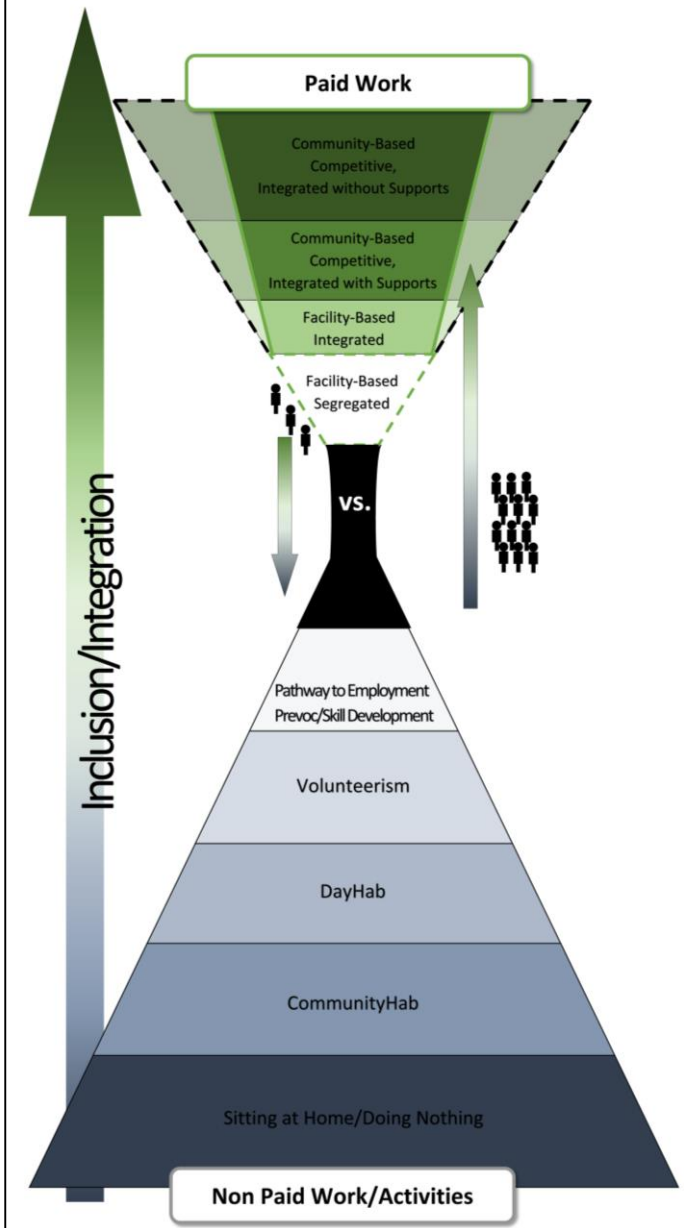 Paid Work
Community-Based
Competitive,
Integrated without Supports
Community-Based
Competitive,
Integrated with Supports
Facility-Based
Integrated
Facility-Based
Segregated
vs.
Inclusion/Integration
Pathway to Employment
Prevoc/Skill Development
Volunteerism
DayHab
CommunityHab
Sitting at Home/Doing Nothing
Non Paid Work/Activities